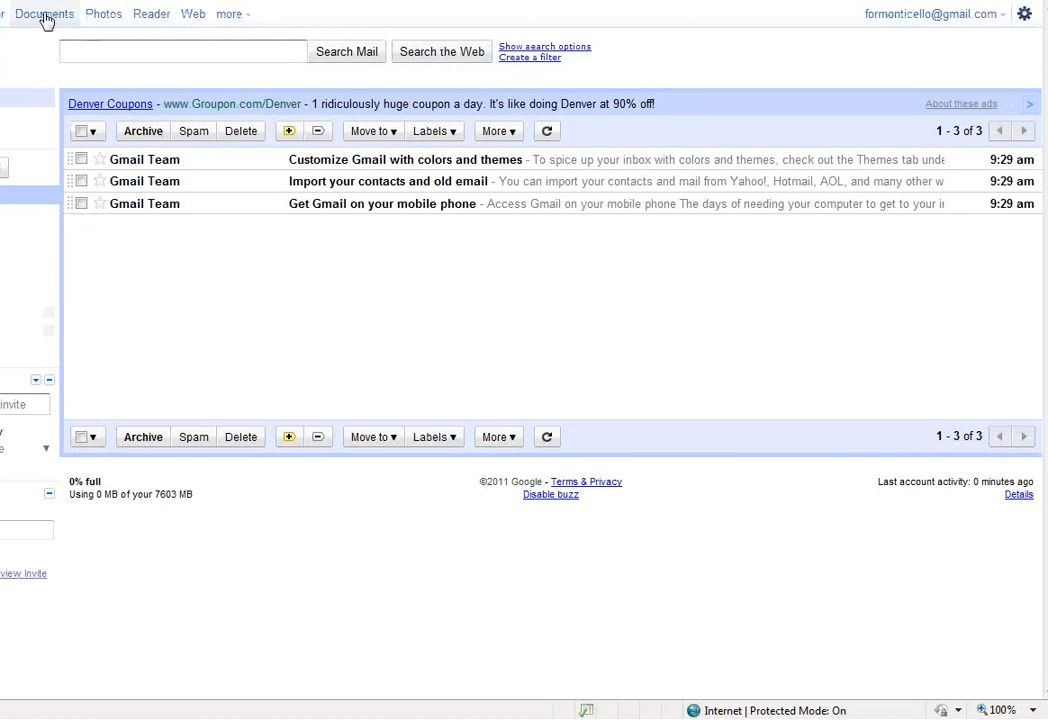 r Documents Photos Reader Web more
formonticello@gmail.com
Search Mail Search the Web Show search options
Create a filter
Denver Coupons - www.Groupon.com/Denver - 1 ridiculously huge coupon a day. It's like doing Denver at 90% off! About these ads >
Archive Spam Delete Move to Labels More 1 - 3 of 3
Gmail Team Customize Gmail with colors and themes - To spice up your inbox with colors and themes, check out the Themes tab unde 9:29 am
Gmail Team Import your contacts and old email - You can import your contacts and mail from Yahoo!, Hotmail, AOL, and many other w 9:29 am
Gmail Team Get Gmail on your mobile phone - Access Gmail on your mobile phone The days of needing your computer to get to your ir 9:29 am
invite
y
e
Archive Spam Delete Move to Labels More 1 - 3 of 3
0% full ©2011 Google - Terms & Privacy Last account activity: 0 minutes ago
Using 0 MB of your 7603 MB Disable buzz Details
view Invite
Internet | Protected Mode: On 100%